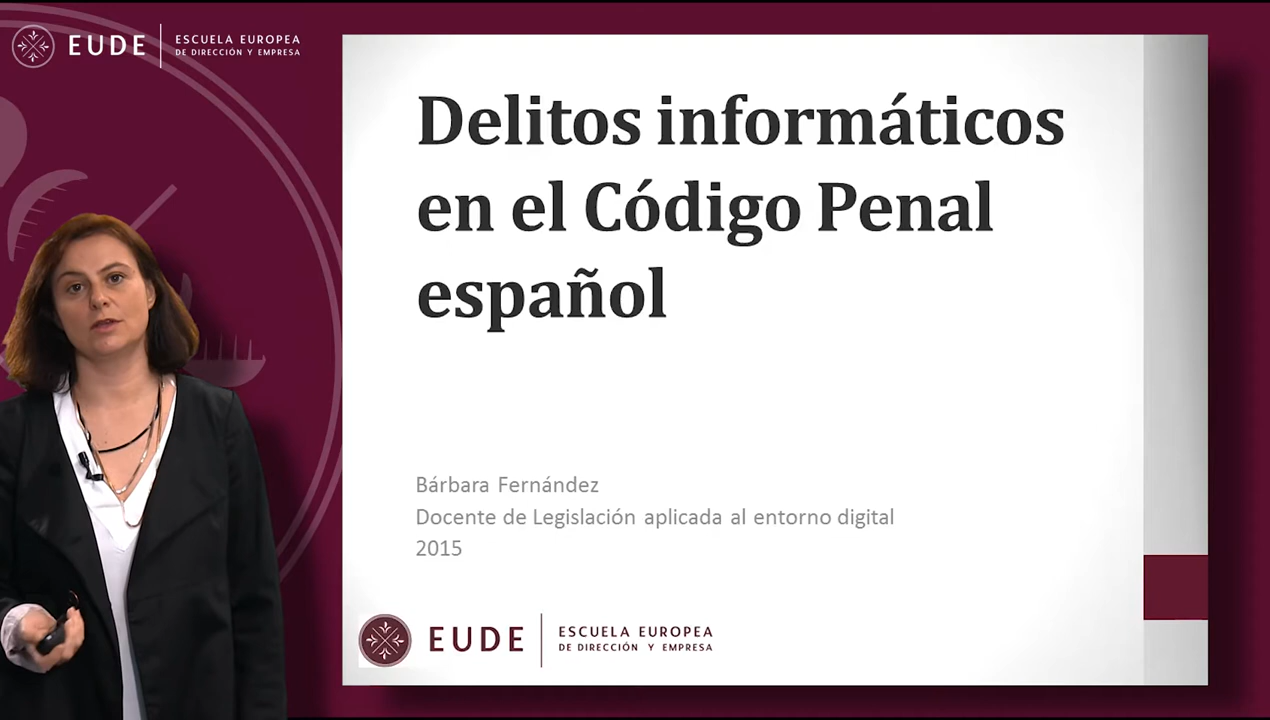 EUDE
ESCUELA EUROPEA
DE DIRECCIÓN Y EMPRESA
Delitos informáticos
en el Código Penal
español
Bárbara Fernández
Docente de Legislación aplicada al entorno digital
2015
EUDE
ESCUELA EUROPEA
DE DIRECCIÓN Y EMPRESA